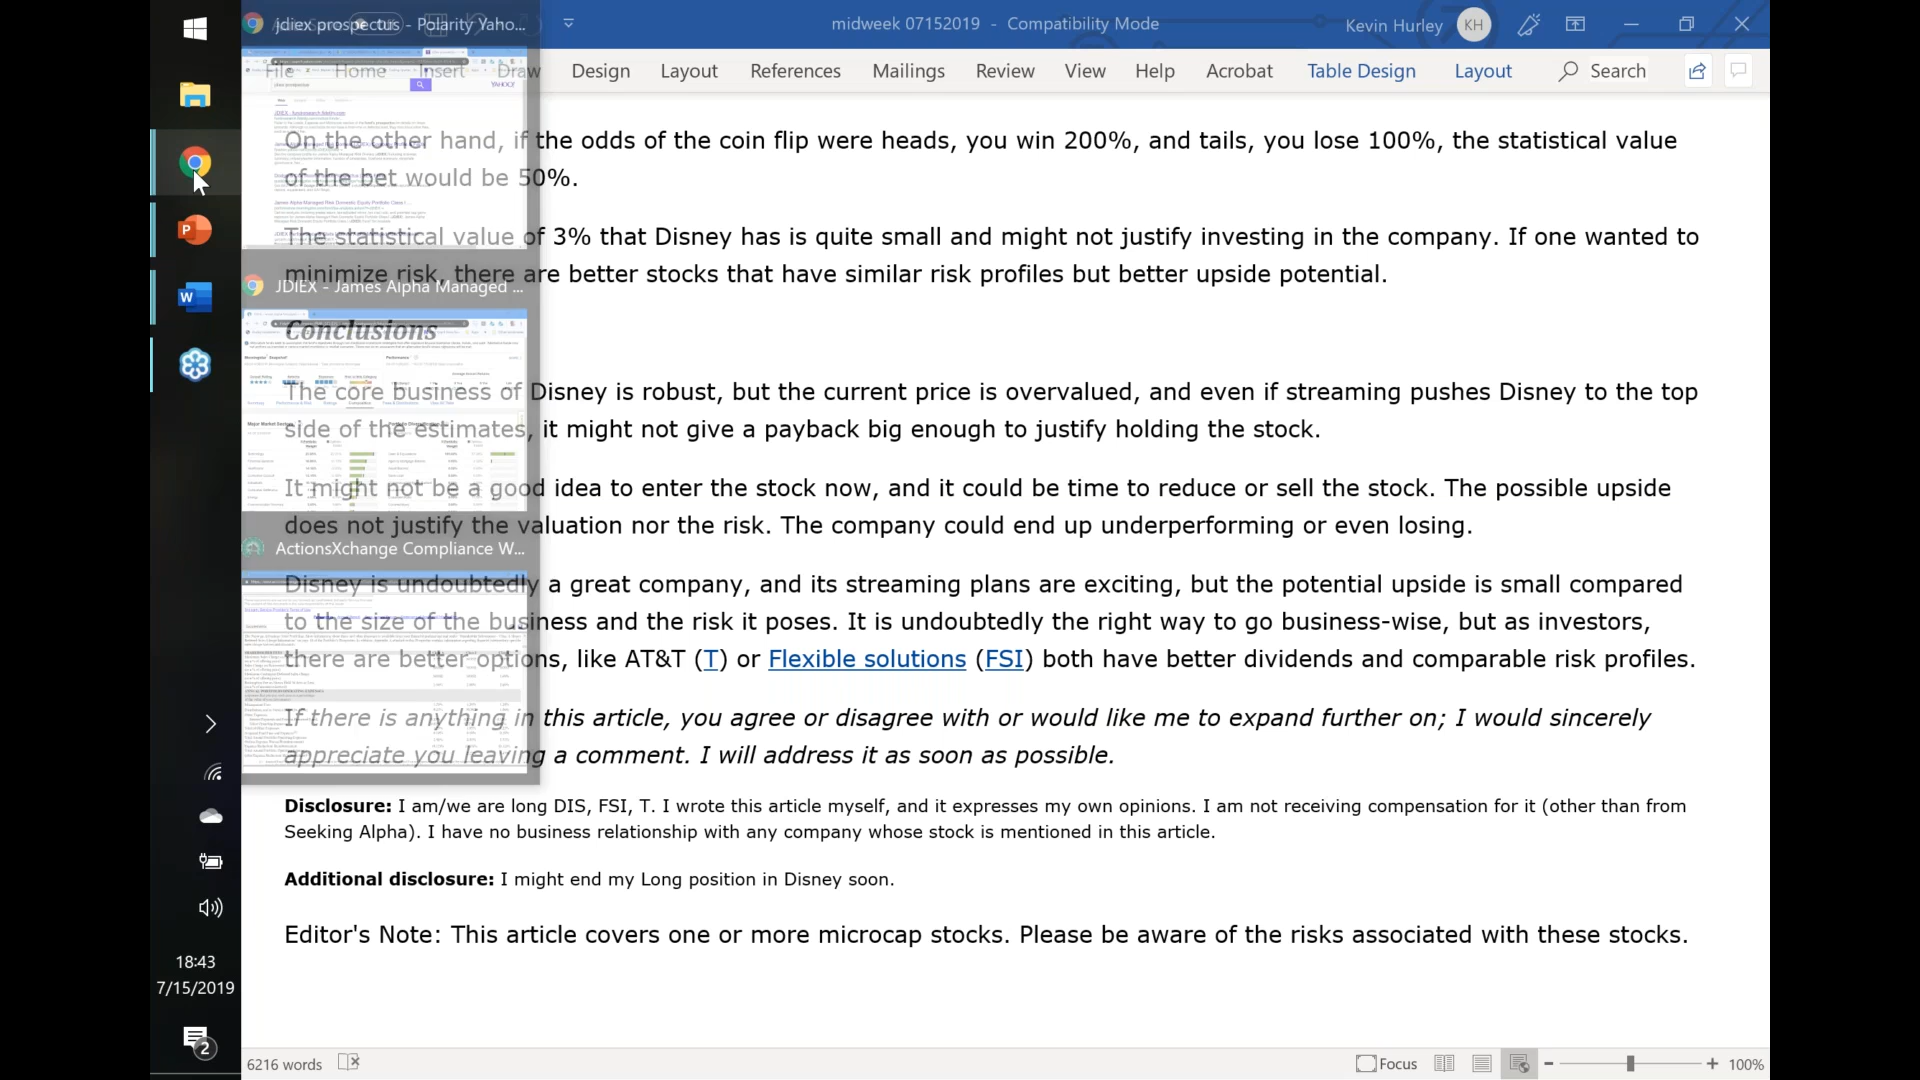 jdiex prospectus - Polarity Yaho...
midweek 07152019 - Compatibility Mode
Kevin Hurley KH
File Home Insert Draw Design Layout References Mailings Review View Help Acrobat Table Design Layout Search
On the other hand, if the odds of the coin flip were heads, you win 200%, and tails, you lose 100%, the statistical value
of the bet would be 50%.
The statistical value of 3% that Disney has is quite small and might not justify investing in the company. If one wanted to
minimize risk, there are better stocks that have similar risk profiles but better upside potential.
JDIEX - James Alpha Managed ...
Conclusions
The core business of Disney is robust, but the current price is overvalued, and even if streaming pushes Disney to the top
side of the estimates, it might not give a payback big enough to justify holding the stock.
It might not be a good idea to enter the stock now, and it could be time to reduce or sell the stock. The possible upside
does not justify the valuation nor the risk. The company could end up underperforming or even losing.
ActionsXchange Compliance W...
Disney is undoubtedly a great company, and its streaming plans are exciting, but the potential upside is small compared
to the size of the business and the risk it poses. It is undoubtedly the right way to go business-wise, but as investors,
there are better options, like AT&T (T) or Flexible solutions (FSI) both have better dividends and comparable risk profiles.
If there is anything in this article, you agree or disagree with or would like me to expand further on; I would sincerely
appreciate you leaving a comment. I will address it as soon as possible.
Disclosure: I am/we are long DIS, FSI, T. I wrote this article myself, and it expresses my own opinions. I am not receiving compensation for it (other than from
Seeking Alpha). I have no business relationship with any company whose stock is mentioned in this article.
Additional disclosure: I might end my Long position in Disney soon.
Editor's Note: This article covers one or more microcap stocks. Please be aware of the risks associated with these stocks.
18:43
7/15/2019
2
6216 words
Focus
100%